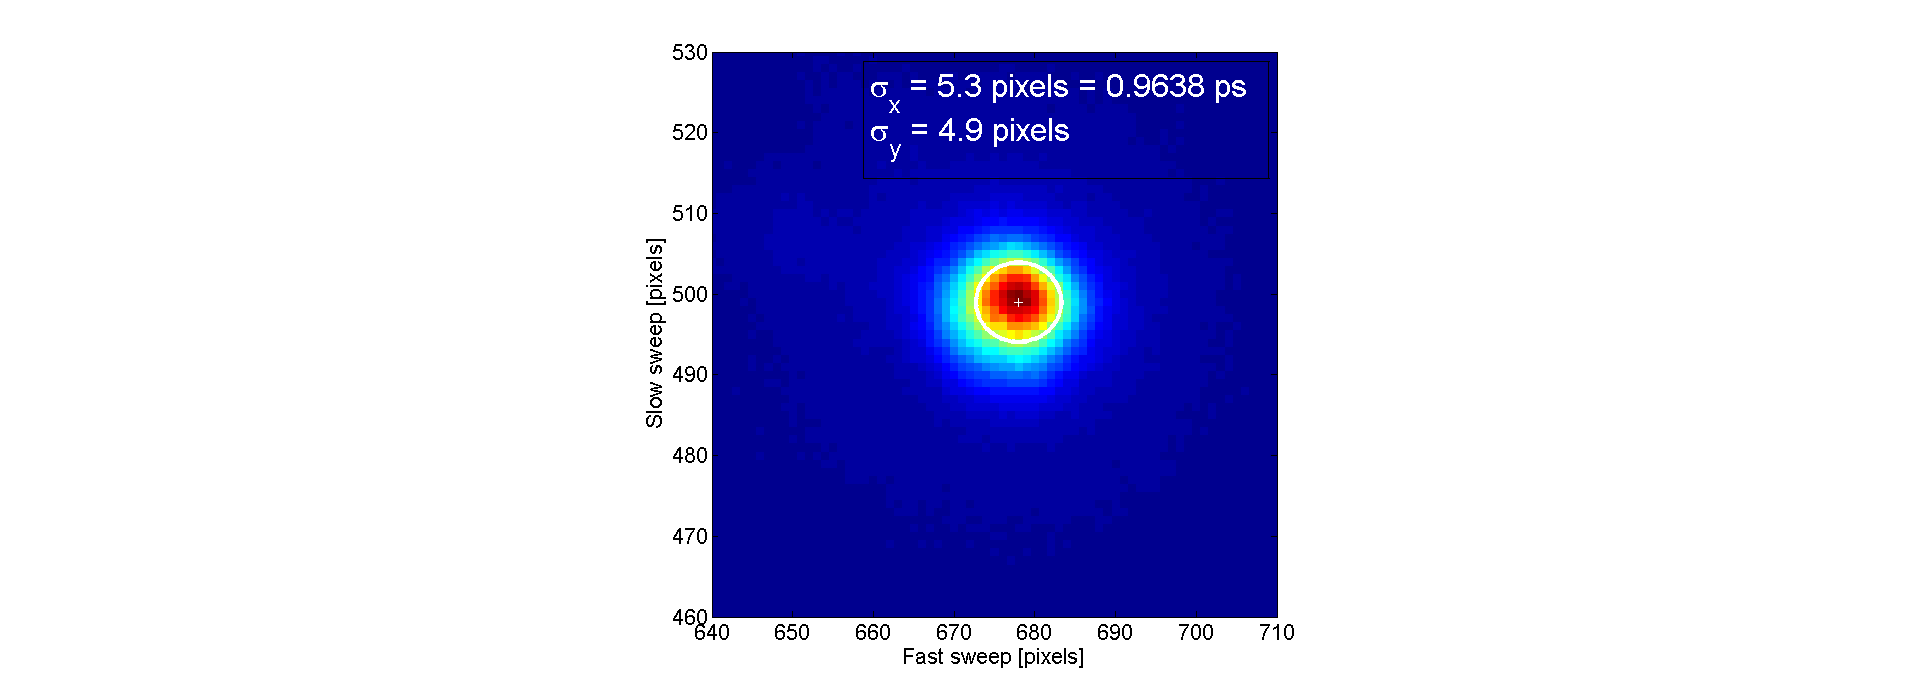 σx = 5.3 pixels = 0.9638 ps
σy = 4.9 pixels
530
520
510
500
490
480
470
460
Slow sweep [pixels]
640 650 660 670 680 690 700 710
Fast sweep [pixels]